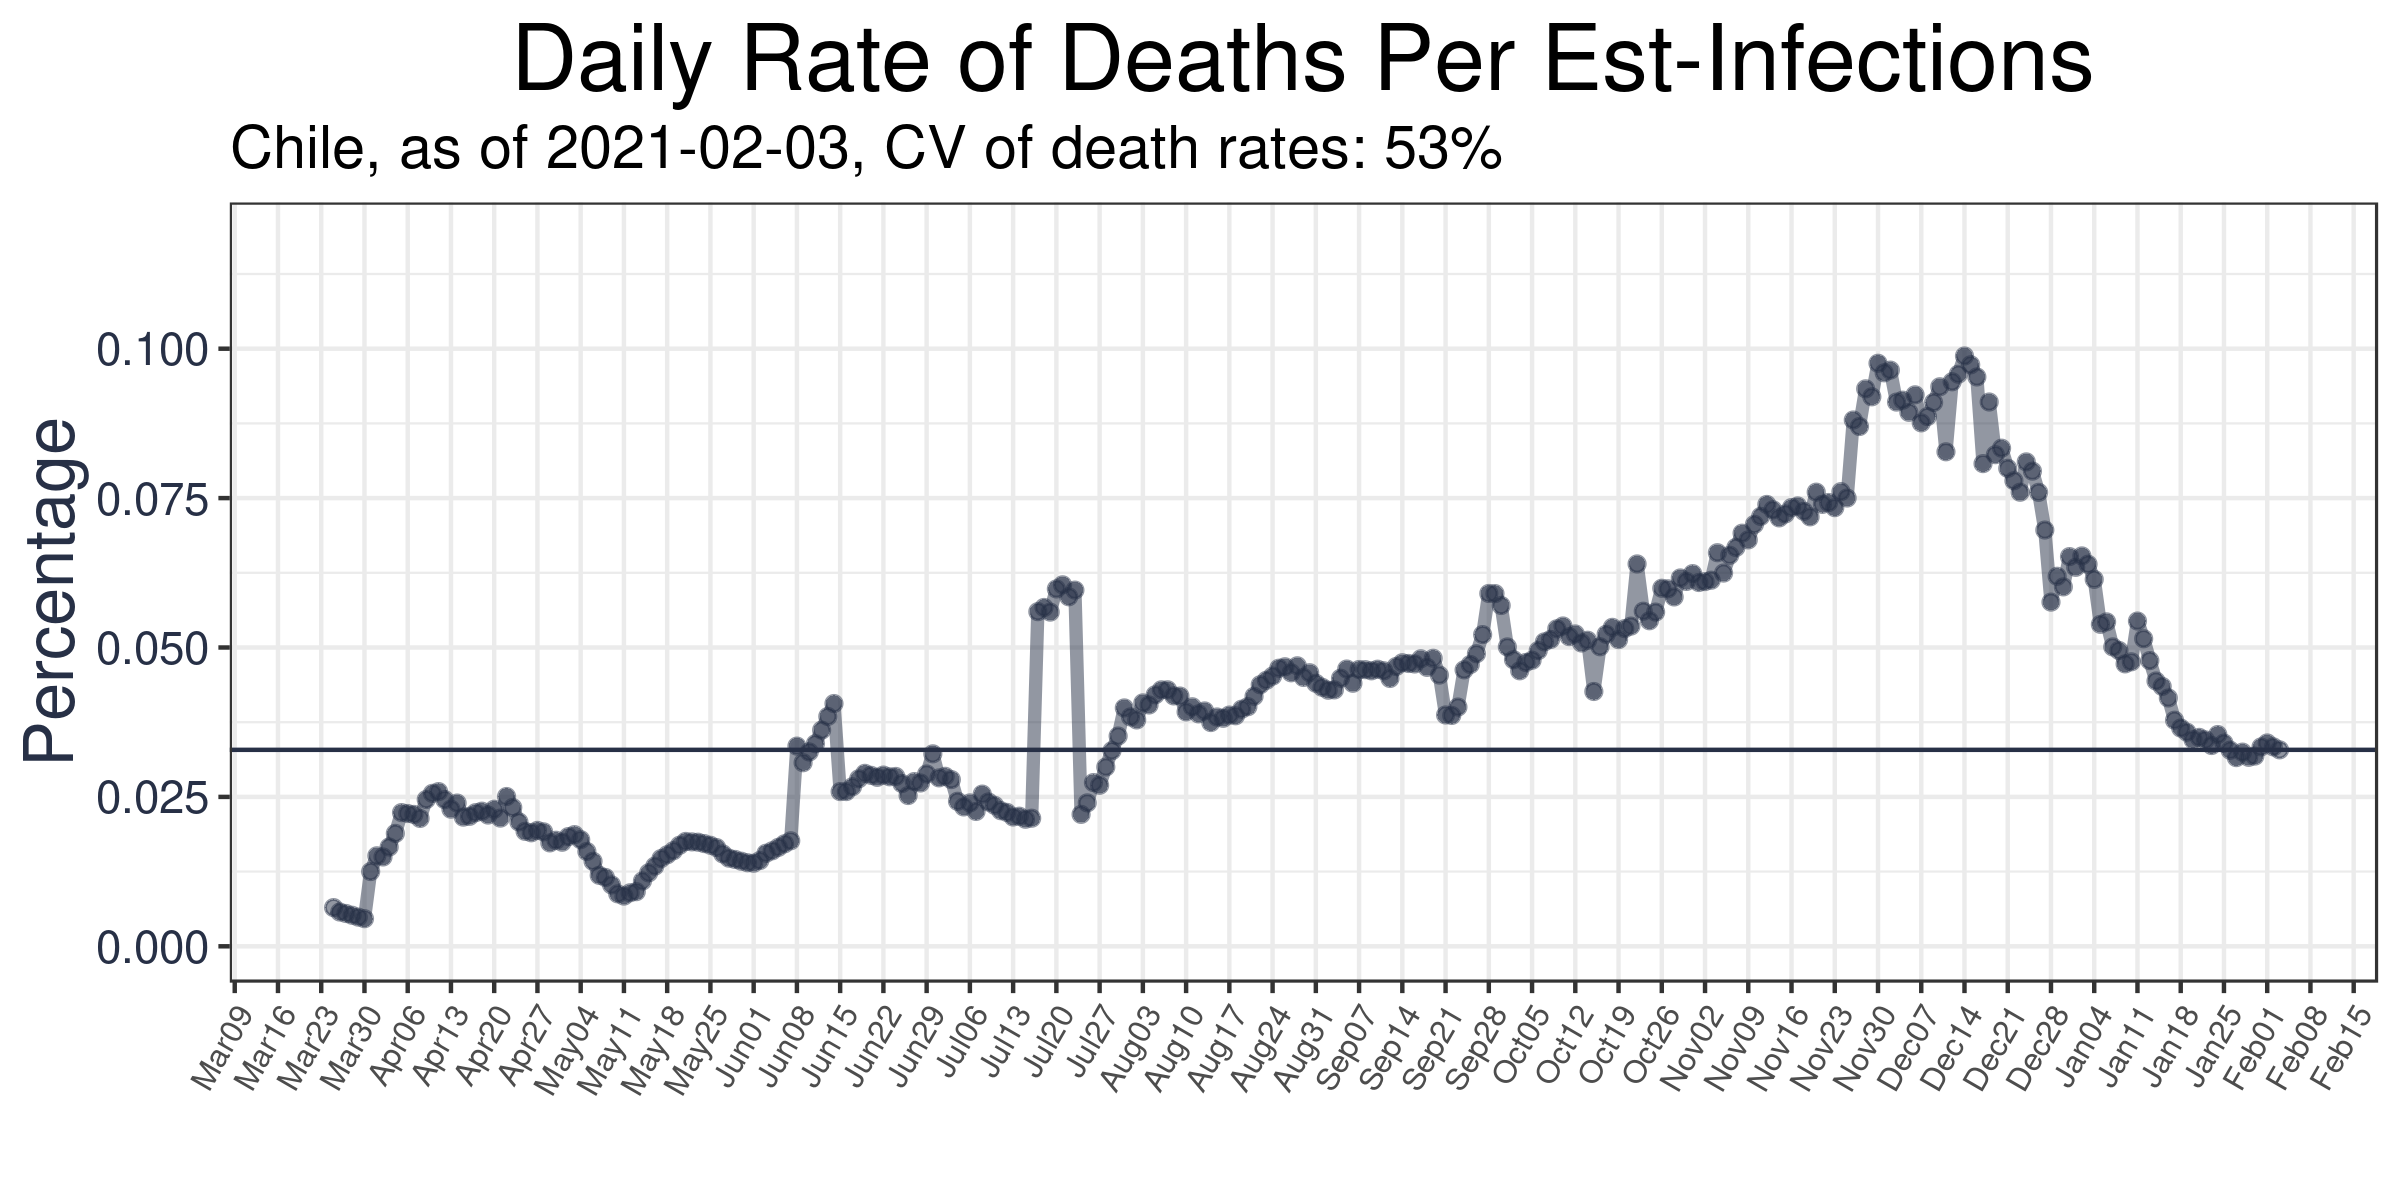 Daily Rate of Deaths Per Est-Infections
Chile, as of 2021-02-03, CV of death rates: 53%
Percentage
0.100
0.075
0.050
0.025
0.000
Mar09
Mar16
Mar23
Mar30
Apr06
Apr13
Apr20
Apr27
May04
May11
May18
May25
Jun01
Jun08
Jun15
Jun22
Jun29
Jul06
Jul13
Jul20
Jul27
Aug03
Aug10
Aug17
Aug24
Aug31
Sep07
Sep14
Sep21
Sep28
Oct05
Oct12
Oct19
Oct26
Nov02
Nov09
Nov16
Nov23
Nov30
Dec07
Dec14
Dec21
Dec28
Jan04
Jan11
Jan18
Jan25
Feb01
Feb08
Feb15